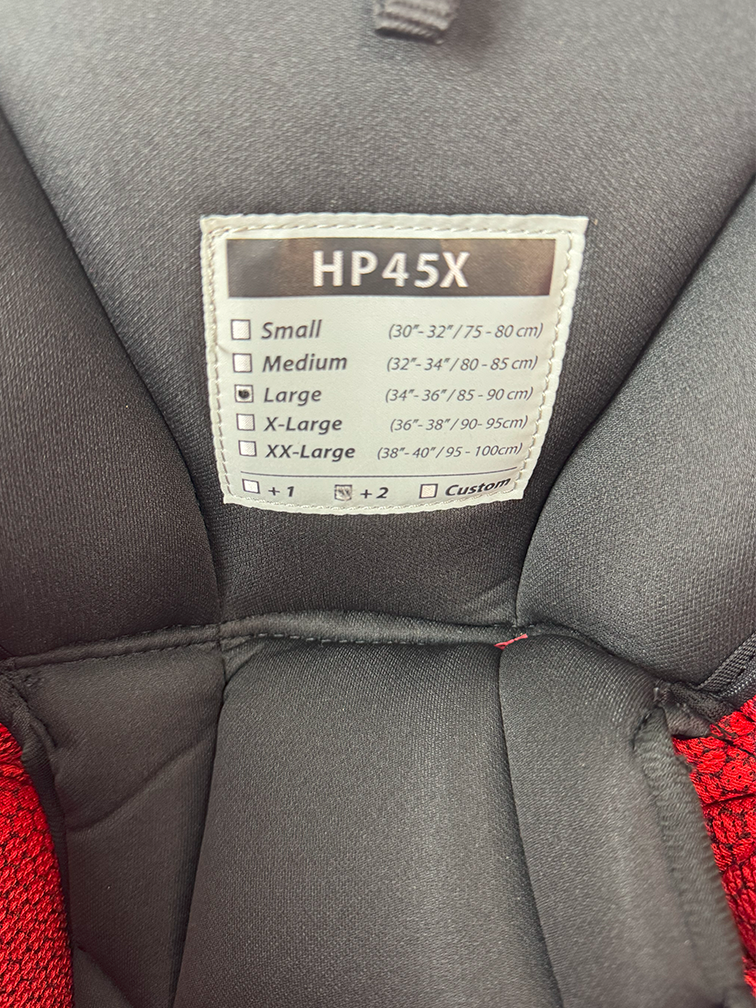 HP45X
Small (30"- 32"/ 75 - 80 cm)
Medium (32"- 34"/ 80 - 85 cm)
Large (34"- 36"/ 85 - 90 cm)
X-Large (36"- 38"/ 90- 95cm)
XX-Large (38"- 40"/ 95 - 100cm)
+ 1 + 2 Custom